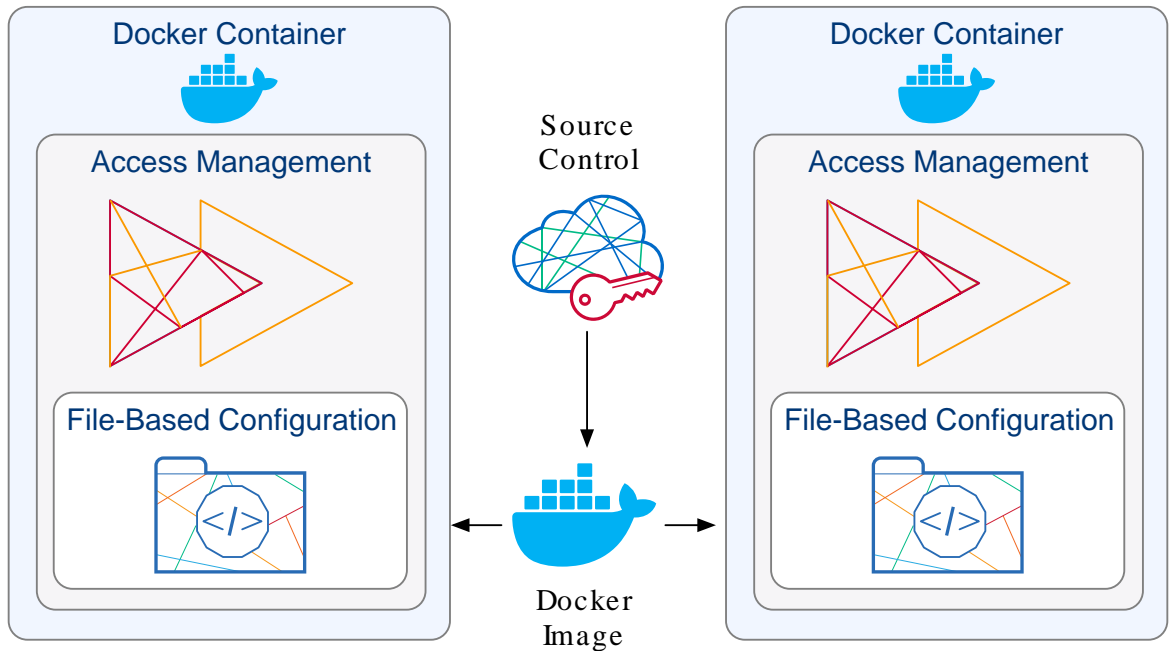 Docker Container
Access Management
File-Based Configuration
</>
Source
Control
Docker
Image
Docker Container
Access Management
File-Based Configuration
</>